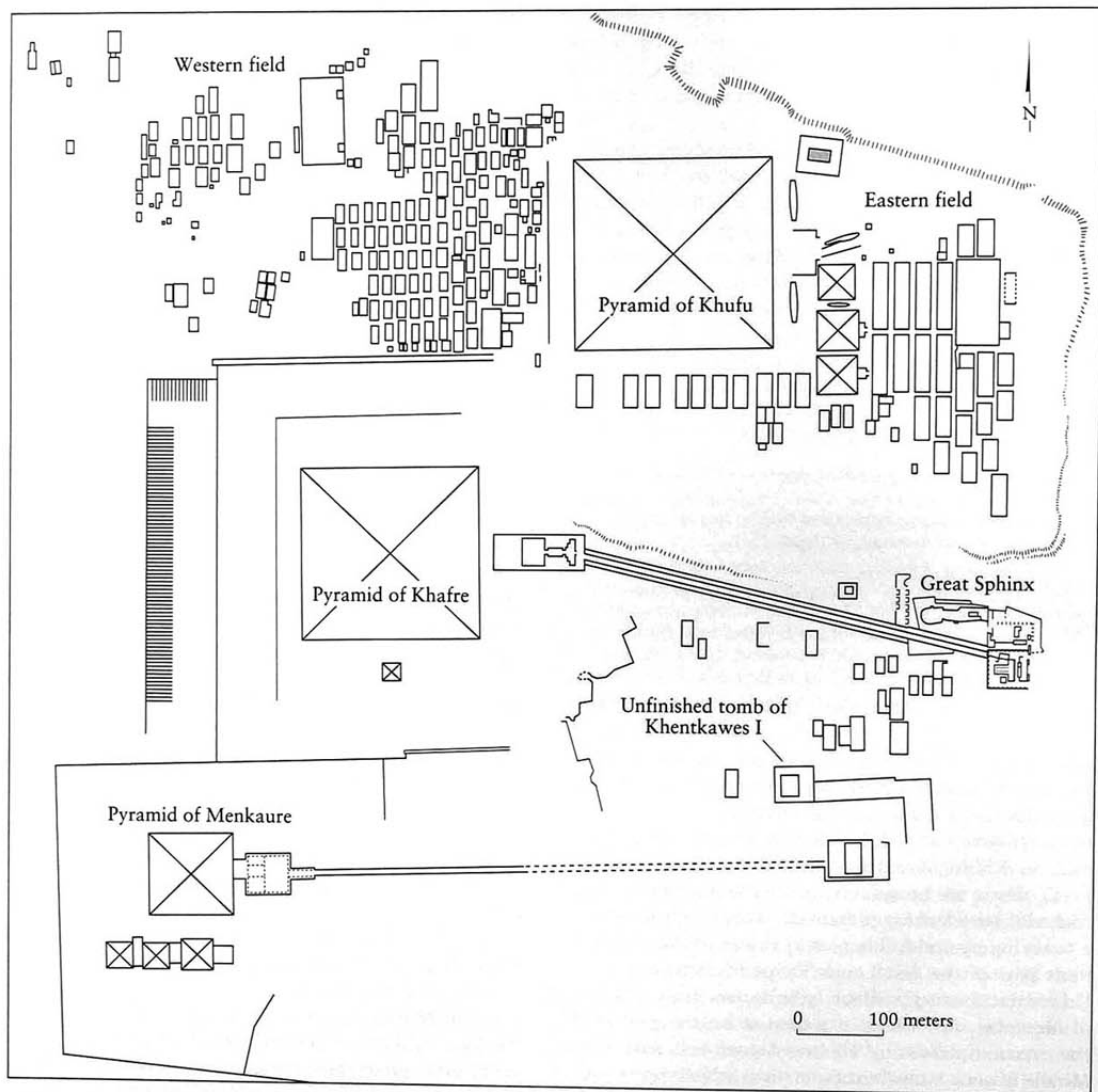 Western field
N
Eastern field
Pyramid of Khufu
Great Sphinx
Pyramid of Khafre
Unfinished tomb of
Khentkawes I
Pyramid of Menkaure
0 100 meters